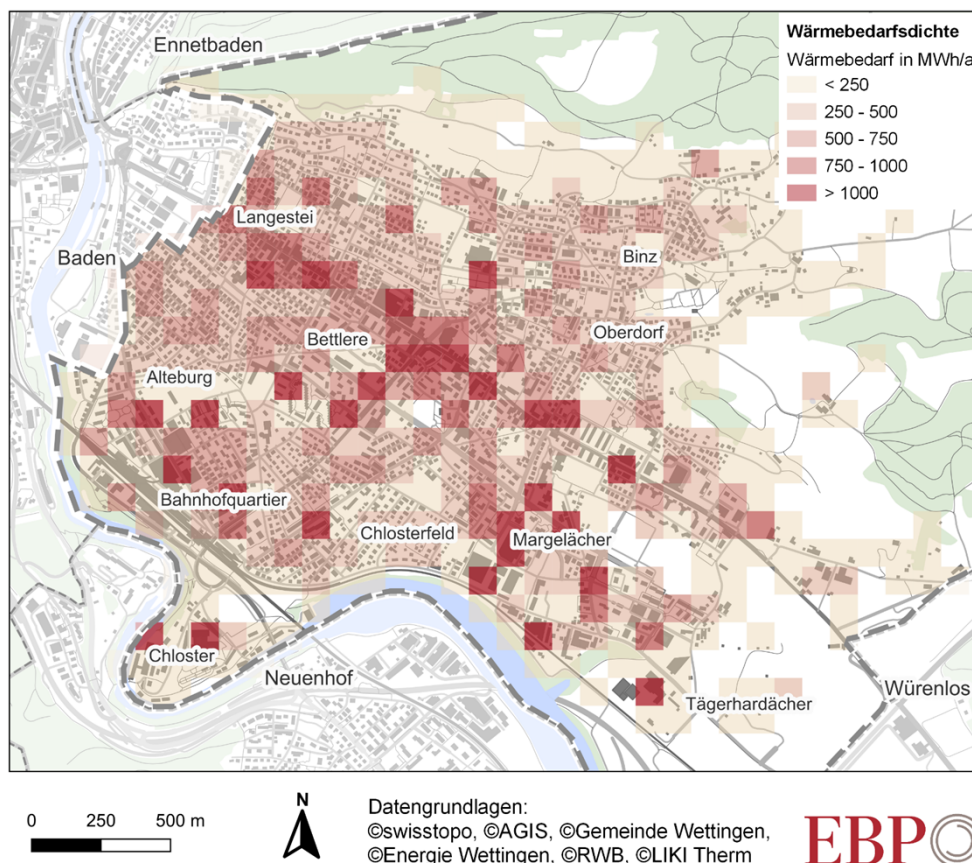 Ennetbaden
Wärmebedarfsdichte
Wärmebedarf in MWh/a
< 250
250 - 500
500 - 750
750 - 1000
> 1000
Langestei
Baden
Binz
Bettlere
Oberdorf
Alteburg
Bahnhofquartier
Chlosterfeld
Margelächer
Chloster
Neuenhof
Tägerhardächer
Würenlos
0 250 500 m
N
Datengrundlagen:
©swisstopo, ©AGIS, ©Gemeinde Wettingen,
©Energie Wettingen, ©RWB, ©LIKI Therm
EBP